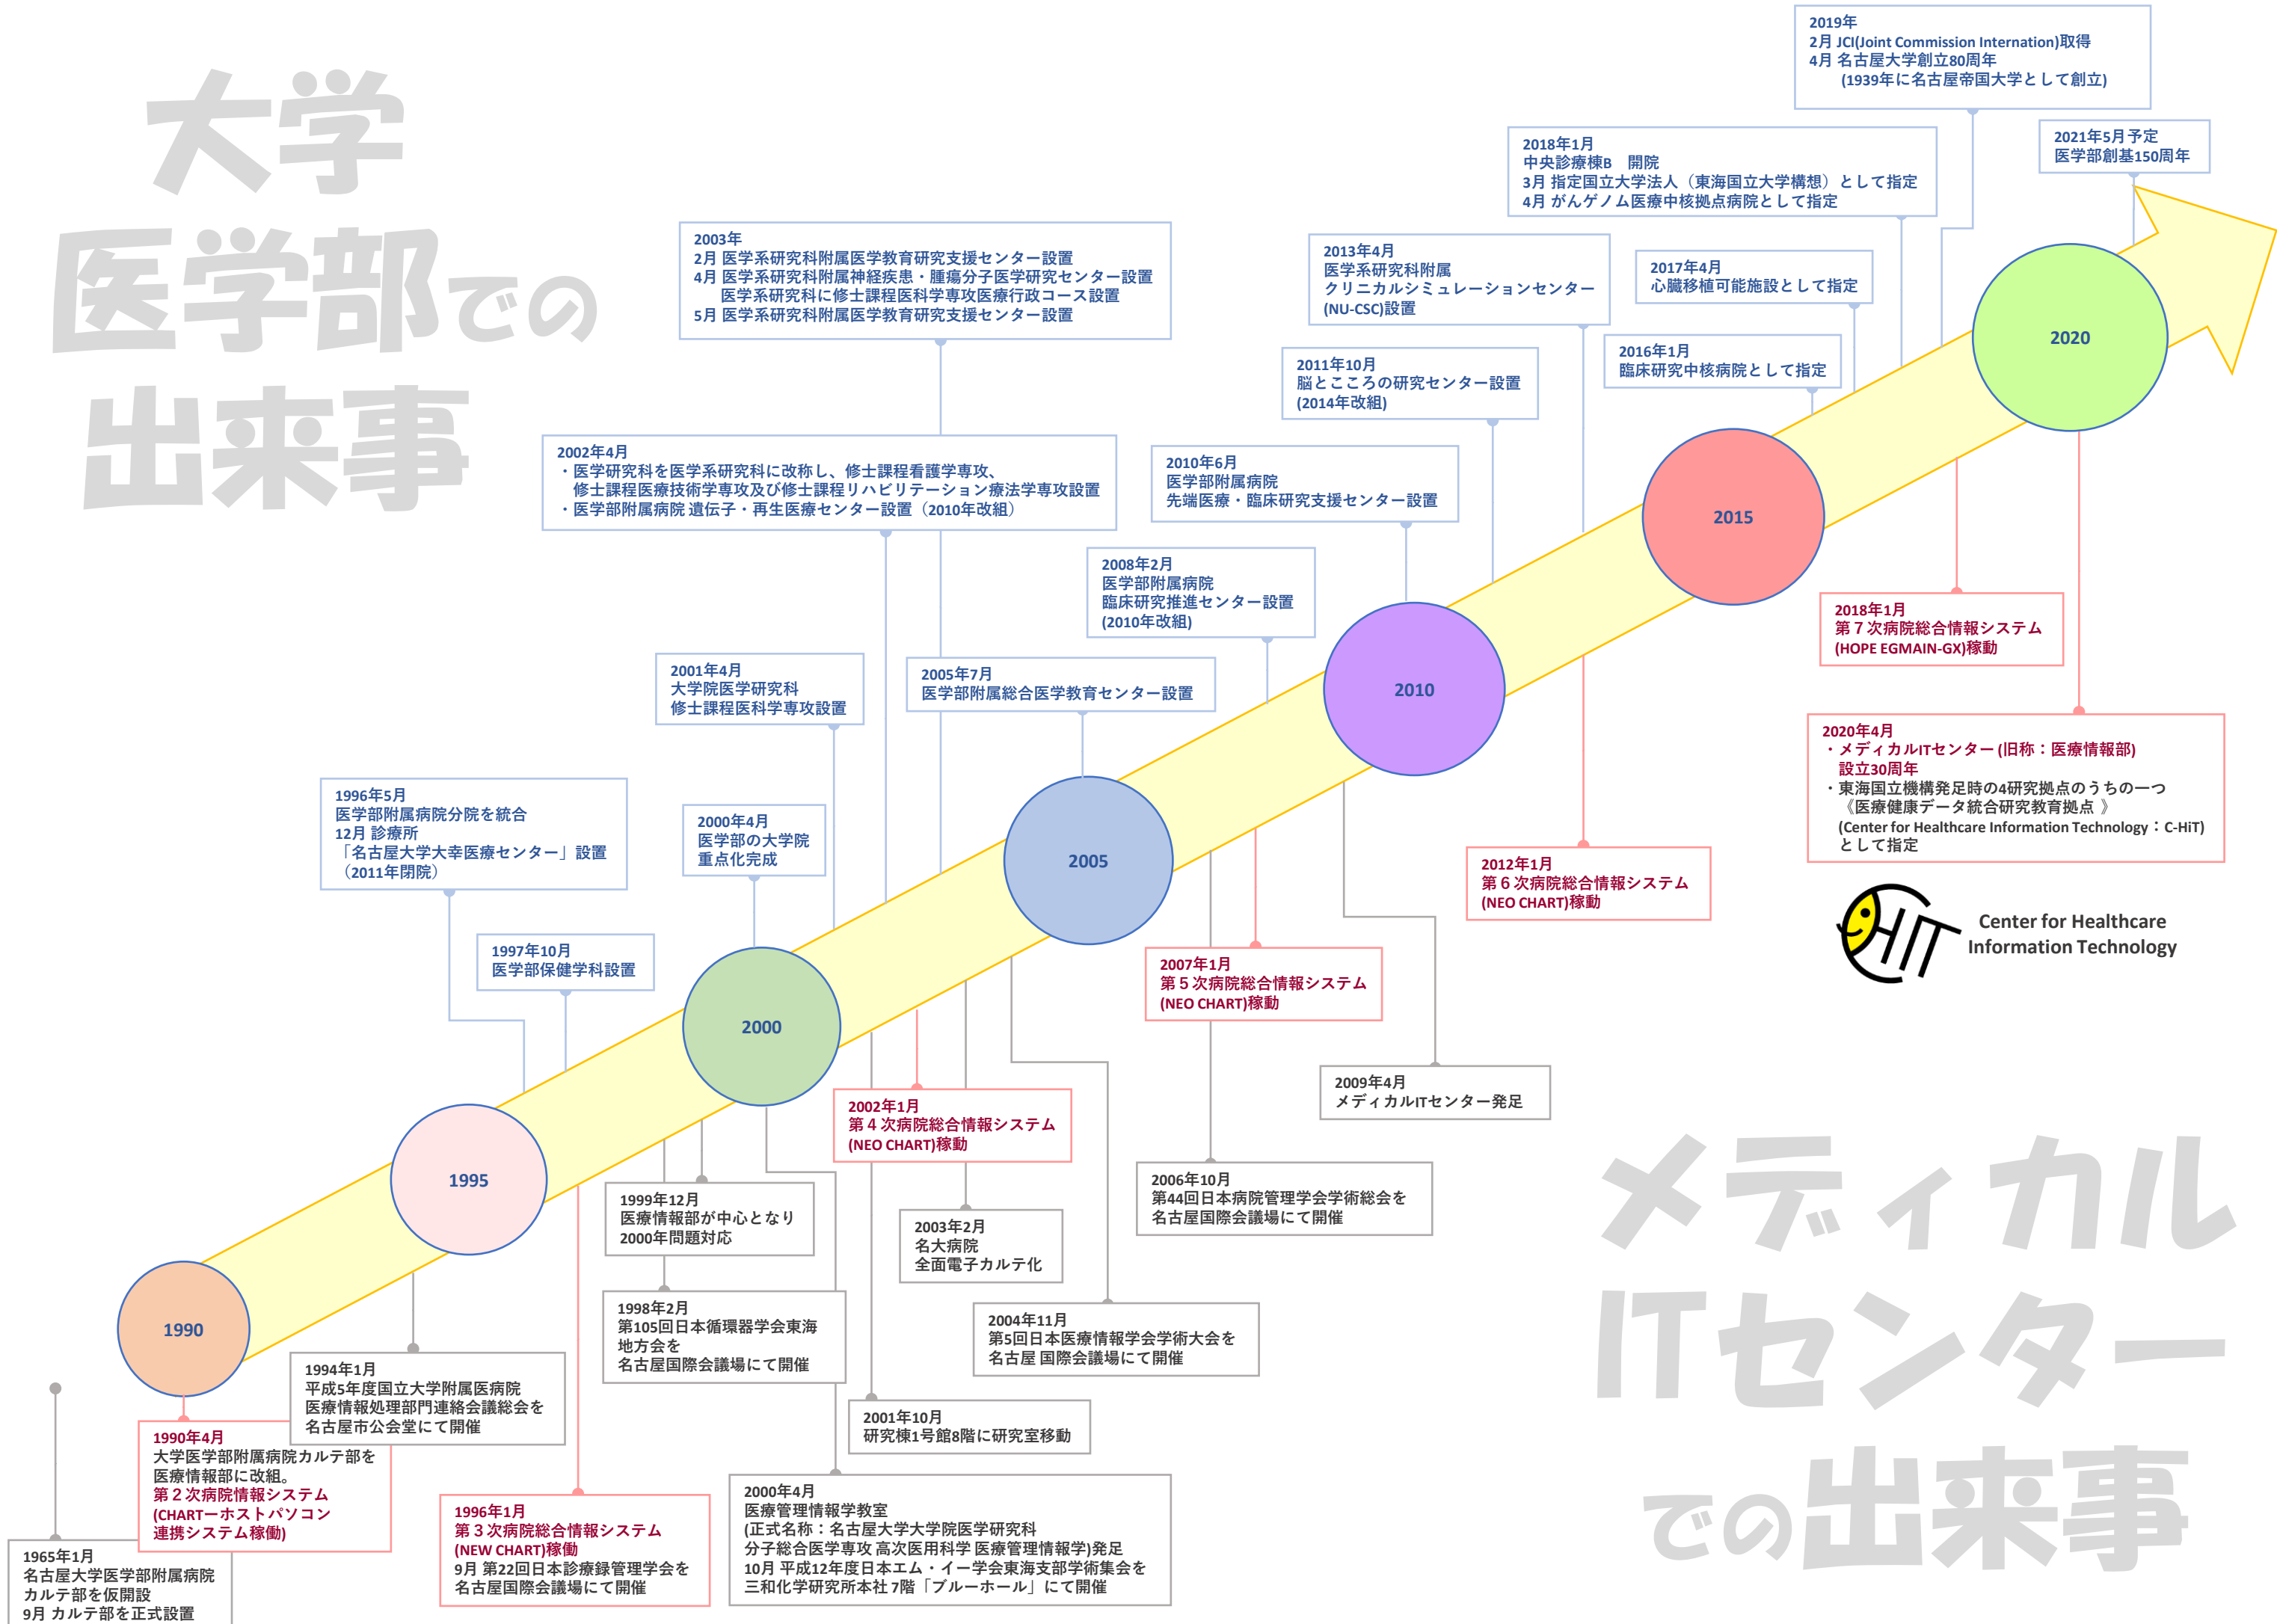 大学
医学部での
出来事
2019年
2月 JCI(Joint Commission Internation)取得
4月 名古屋大学創立80周年
(1939年に名古屋帝国大学として創立)
2021年5月予定
医学部創基150周年
2018年1月
中央診療棟B　開院
3月 指定国立大学法人（東海国立大学構想）として指定
4月 がんゲノム医療中核拠点病院として指定
2003年
2月 医学系研究科附属医学教育研究支援センター設置
4月 医学系研究科附属神経疾患・腫瘍分子医学研究センター設置
医学系研究科に修士課程医科学専攻医療行政コース設置
5月 医学系研究科附属医学教育研究支援センター設置
2013年4月
医学系研究科附属
クリニカルシミュレーションセンター
(NU-CSC)設置
2017年4月
心臓移植可能施設として指定
2016年1月
臨床研究中核病院として指定
2011年10月
脳とこころの研究センター設置
(2014年改組)
2002年4月
・医学研究科を医学系研究科に改称し、修士課程看護学専攻、
修士課程医療技術学専攻及び修士課程リハビリテーション療法学専攻設置
・医学部附属病院 遺伝子・再生医療センター設置（2010年改組）
2010年6月
医学部附属病院
先端医療・臨床研究支援センター設置
2008年2月
医学部附属病院
臨床研究推進センター設置
(2010年改組)
2001年4月
大学院医学研究科
修士課程医科学専攻設置
2005年7月
医学部附属総合医学教育センター設置
1996年5月
医学部附属病院分院を統合
12月 診療所
「名古屋大学大幸医療センター」設置
（2011年閉院）
2000年4月
医学部の大学院
重点化完成
1997年10月
医学部保健学科設置
2020
2015
2010
2005
2000
1995
1990
2018年1月
第７次病院総合情報システム
(HOPE EGMAIN-GX)稼動
2020年4月
・メディカルITセンター (旧称：医療情報部)
設立30周年
・東海国立機構発足時の4研究拠点のうちの一つ
《医療健康データ統合研究教育拠点 》
(Center for Healthcare Information Technology：C-HiT)
として指定
HIT
Center for Healthcare
Information Technology
2012年1月
第６次病院総合情報システム
(NEO CHART)稼動
2007年1月
第５次病院総合情報システム
(NEO CHART)稼動
2009年4月
メディカルITセンター発足
2002年1月
第４次病院総合情報システム
(NEO CHART)稼動
2006年10月
第44回日本病院管理学会学術総会を
名古屋国際会議場にて開催
1999年12月
医療情報部が中心となり
2000年問題対応
2003年2月
名大病院
全面電子カルテ化
1998年2月
第105回日本循環器学会東海
地方会を
名古屋国際会議場にて開催
2004年11月
第5回日本医療情報学会学術大会を
名古屋 国際会議場にて開催
1994年1月
平成5年度国立大学附属医病院
医療情報処理部門連絡会議総会を
名古屋市公会堂にて開催
2001年10月
研究棟1号館8階に研究室移動
1990年4月
大学医学部附属病院カルテ部を
医療情報部に改組。
第２次病院情報システム
(CHARTーホストパソコン
連携システム稼働)
1996年1月
第３次病院総合情報システム
(NEW CHART)稼動
9月 第22回日本診療録管理学会を
名古屋国際会議場にて開催
2000年4月
医療管理情報学教室
(正式名称：名古屋大学大学院医学研究科
分子総合医学専攻 高次医用科学 医療管理情報学)発足
10月 平成12年度日本エム・イー学会東海支部学術集会を
三和化学研究所本社 7階「ブルーホール」にて開催
1965年1月
名古屋大学医学部附属病院
カルテ部を仮開設
9月 カルテ部を正式設置
メディカル
ITセンター
での出来事